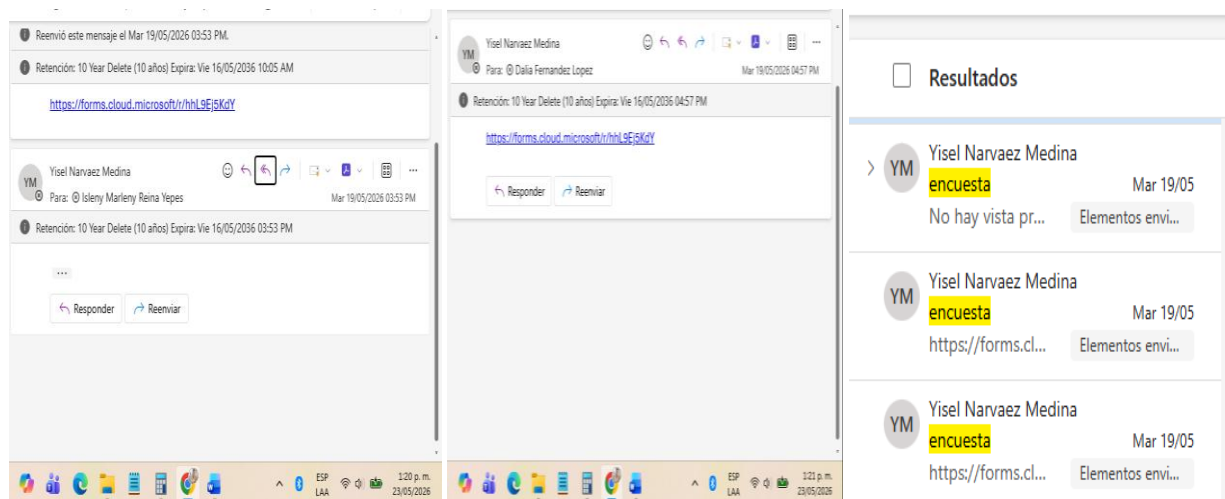 Reenvió este mensaje el Mar 19/05/2026 03:53 PM.
Retención: 10 Year Delete (10 años) Expira: Vie 16/05/2036 10:05 AM
https://forms.cloud.microsoft/r/hhL9Ej5KdY
YM
Yisel Narvaez Medina
Para: Isleny Marleny Reina Yepes
Mar 19/05/2026 03:53 PM
Retención: 10 Year Delete (10 años) Expira: Vie 16/05/2036 03:53 PM
...
Responder
Reenviar
ESP
LAA
1:20 p. m.
23/05/2026
YM
Yisel Narvaez Medina
Para: Dalia Fernandez Lopez
Mar 19/05/2026 04:57 PM
Retención: 10 Year Delete (10 años) Expira: Vie 16/05/2036 04:57 PM
https://forms.cloud.microsoft/r/hhL9Ej5KdY
Responder
Reenviar
ESP
LAA
1:21 p. m.
23/05/2026
Resultados
YM
Yisel Narvaez Medina
encuesta Mar 19/05
No hay vista pr... Elementos envi...
YM
Yisel Narvaez Medina
encuesta Mar 19/05
https://forms.cl... Elementos envi...
YM
Yisel Narvaez Medina
encuesta Mar 19/05
https://forms.cl... Elementos envi...